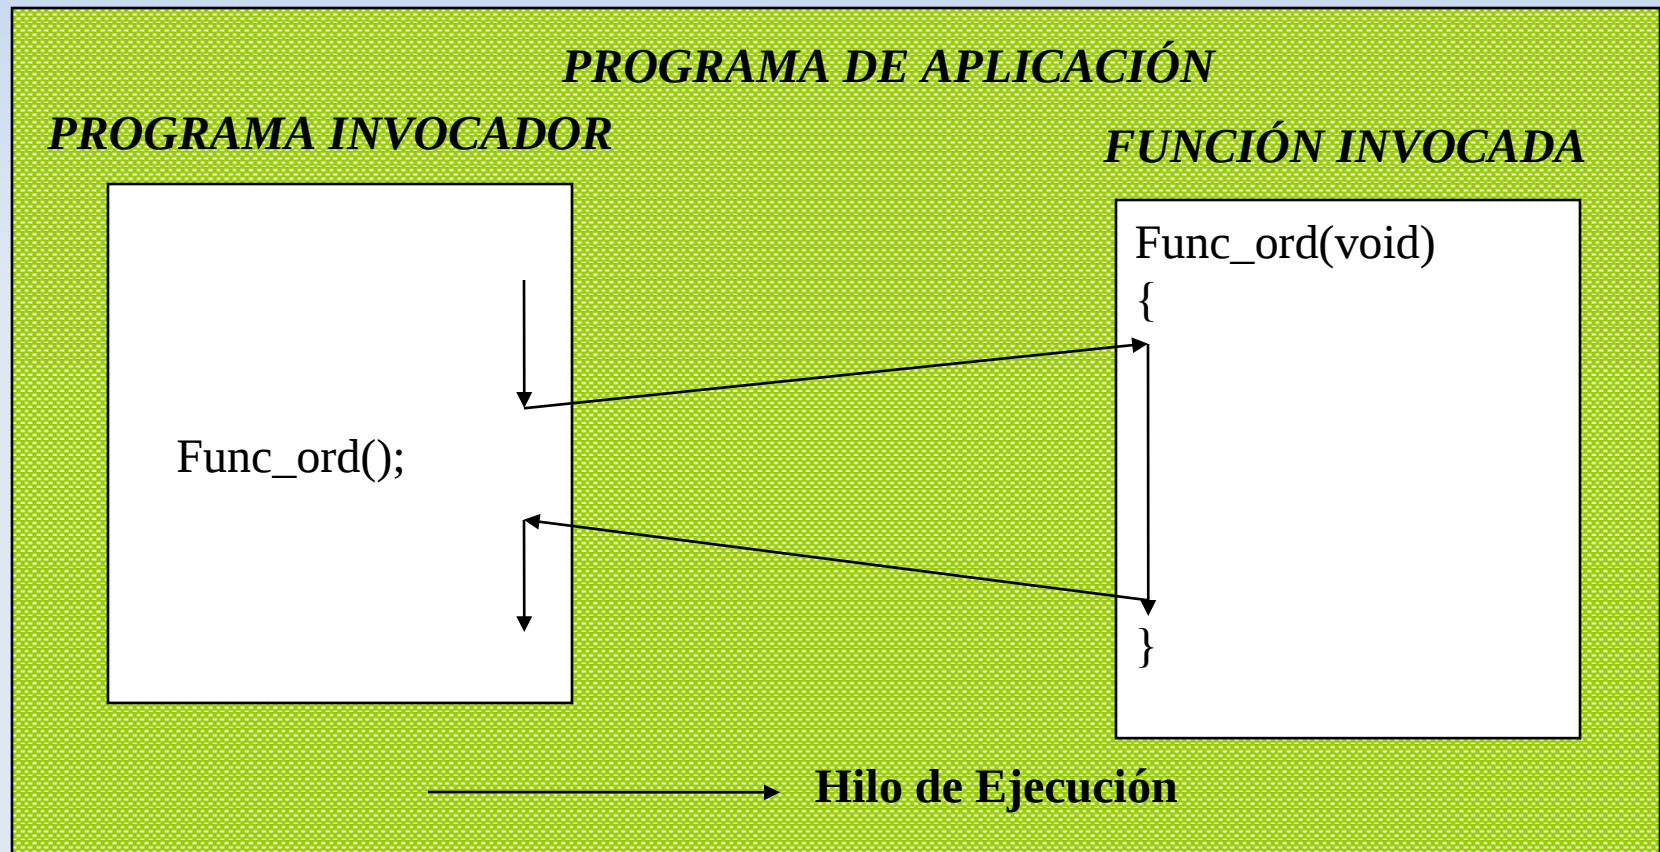 PROGRAMA DE APLICACIÓN
PROGRAMA INVOCADOR
FUNCIÓN INVOCADA
Func_ord();
Func_ord(void)
{
}
Hilo de Ejecución